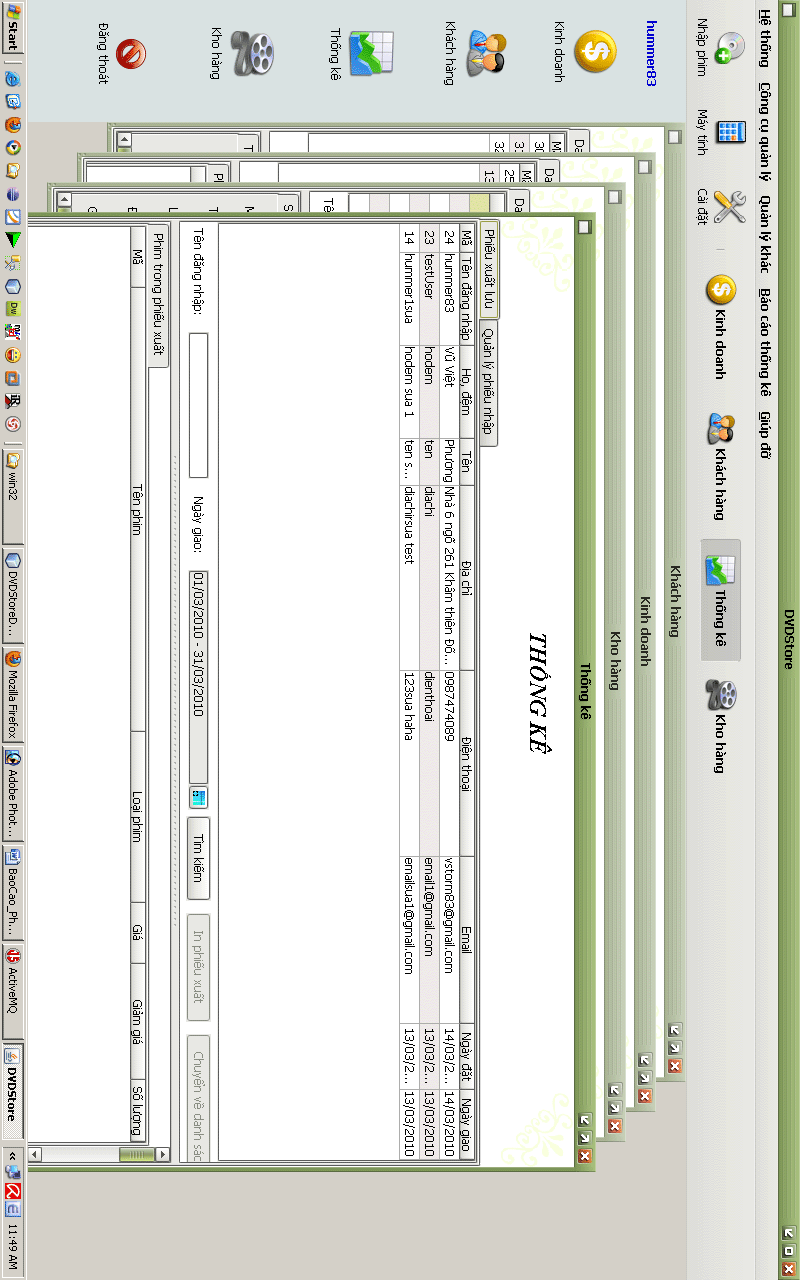 DVDStore
Hệ thống Công cụ quản lý Quản lý khác Báo cáo thống kê Giúp đỡ
Nhập phim Máy tính Cài đặt Kinh doanh Khách hàng Thống kê Kho hàng
hummer83
Kinh doanh
Khách hàng
Thống kê
Kho hàng
Đăng thoát
Khách hàng
Kinh doanh
Kho hàng
Thống kê
THỐNG KÊ
Phiếu xuất lưu Quản lý phiếu nhập
Mã Tên đăng nhập Họ, đệm Tên Địa chỉ Điện thoại Email Ngày đặt Ngày giao
24 hummer83 Vũ Việt Phương Nhà 6 ngõ 261 Khâm thiên Đố... 0987474089 vstorm83@gmail.com 14/03/2... 14/03/2010
23 testUser hodem ten diachi dienthoai email1@gmail.com 13/03/2... 13/03/2010
14 hummer1sua hodem sua 1 ten s... diachirsua test 123sua haha emailsua1@gmail.com 13/03/2... 13/03/2010
Tên đăng nhập: Ngày giao: 01/03/2010 - 31/03/2010 Tìm kiếm In phiếu xuất Chuyển về danh sác
Phim trong phiếu xuất
Mã Tên phim Loại phim Giá Giảm giá Số lượng
Start win32 DVDStoreD... Mozilla Firefox Adobe Phot... BaoCao_Ph... ActiveMQ DVDStore 11:49 AM